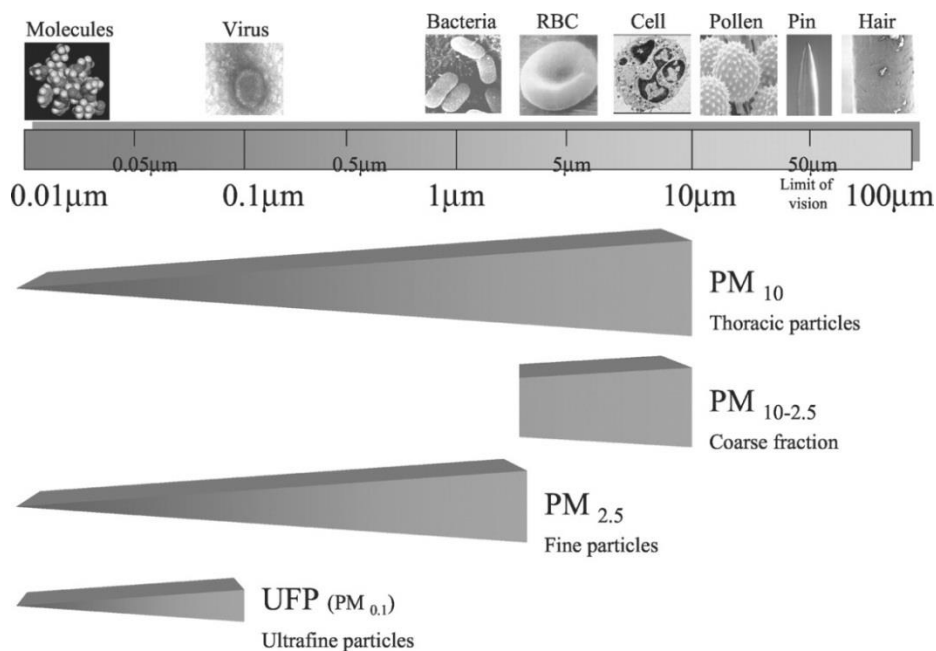 Molecules Virus Bacteria RBC Cell Pollen Pin Hair
0.05µm 0.5µm 5µm 50µm
0.01µm 0.1µm 1µm 10µm Limit of vision 100µm
PM 10
Thoracic particles
PM 10-2.5
Coarse fraction
PM 2.5
Fine particles
UFP (PM 0.1)
Ultrafine particles